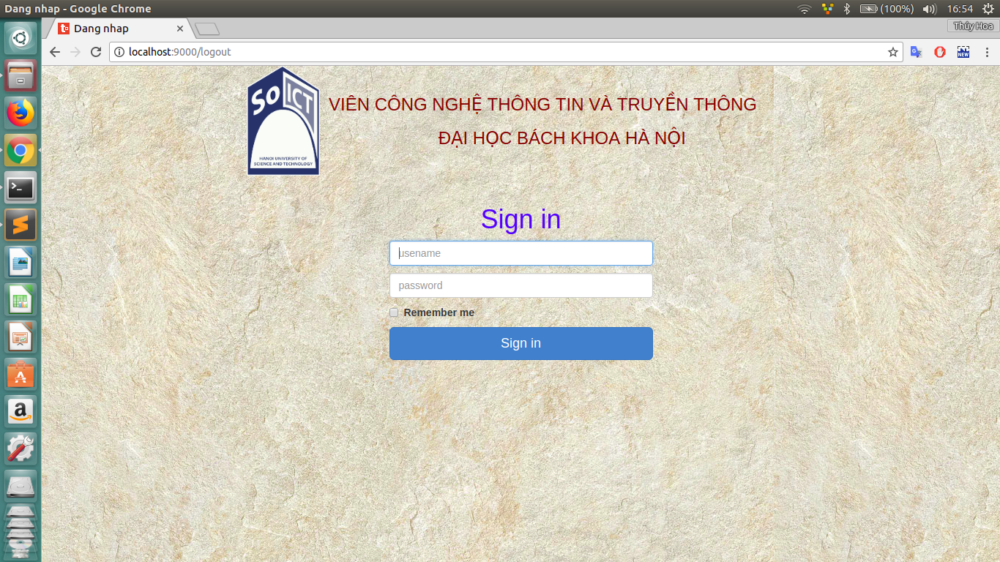 Dang nhap - Google Chrome
(100%)
16:54
Dang nhap
Thúy Hoa
localhost:9000/logout
NEW
SO ICT
HANOI UNIVERSITY OF
SCIENCE AND TECHNOLOGY
VIÊN CÔNG NGHỆ THÔNG TIN VÀ TRUYỀN THÔNG
ĐẠI HỌC BÁCH KHOA HÀ NỘI
Sign in
usename
password
Remember me
Sign in